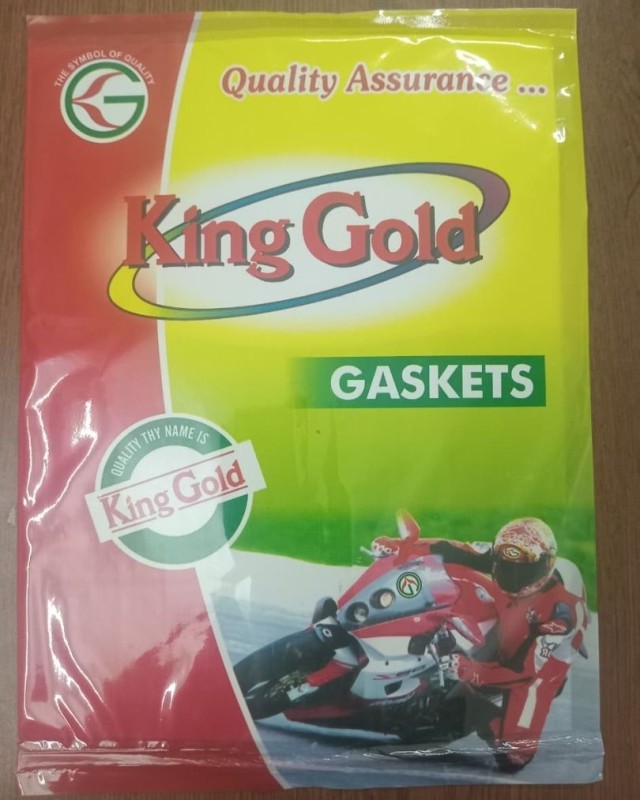 THE SYMBOL OF QUALITY
G
Quality Assurance ...
King Gold
GASKETS
QUALITY THY NAME IS
King Gold